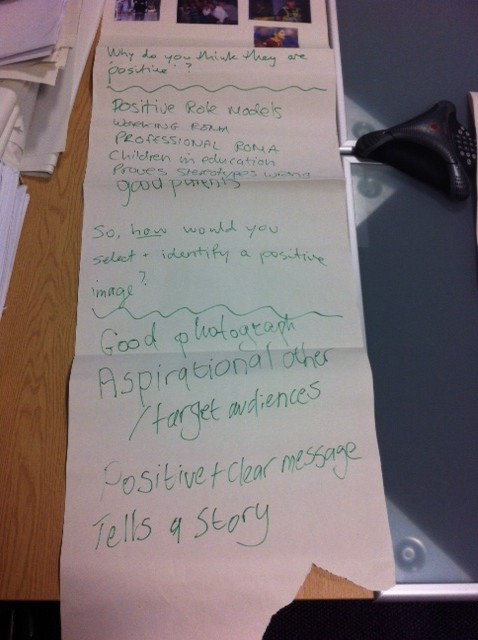 Why do you think they are
'positive'?
Positive Role Models
WORKING ROMA
PROFESSIONAL ROMA
Children in education
Proves stereotypes wrong
good parents
So, how would you
select + identify a positive
image?
Good photograph
Aspirational other
/target audiences
Positive + clear message
Tells a story